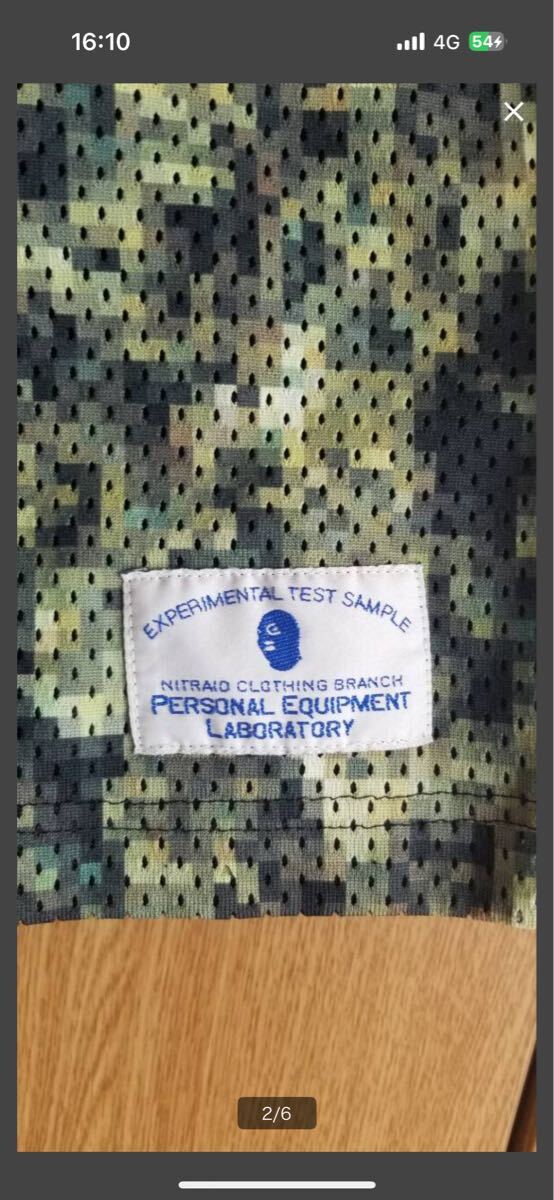 16:10
4G
54
EXPERIMENTAL TEST SAMPLE
NITRAID CLOTHING BRANCH
PERSONAL EQUIPMENT
LABORATORY
2/6